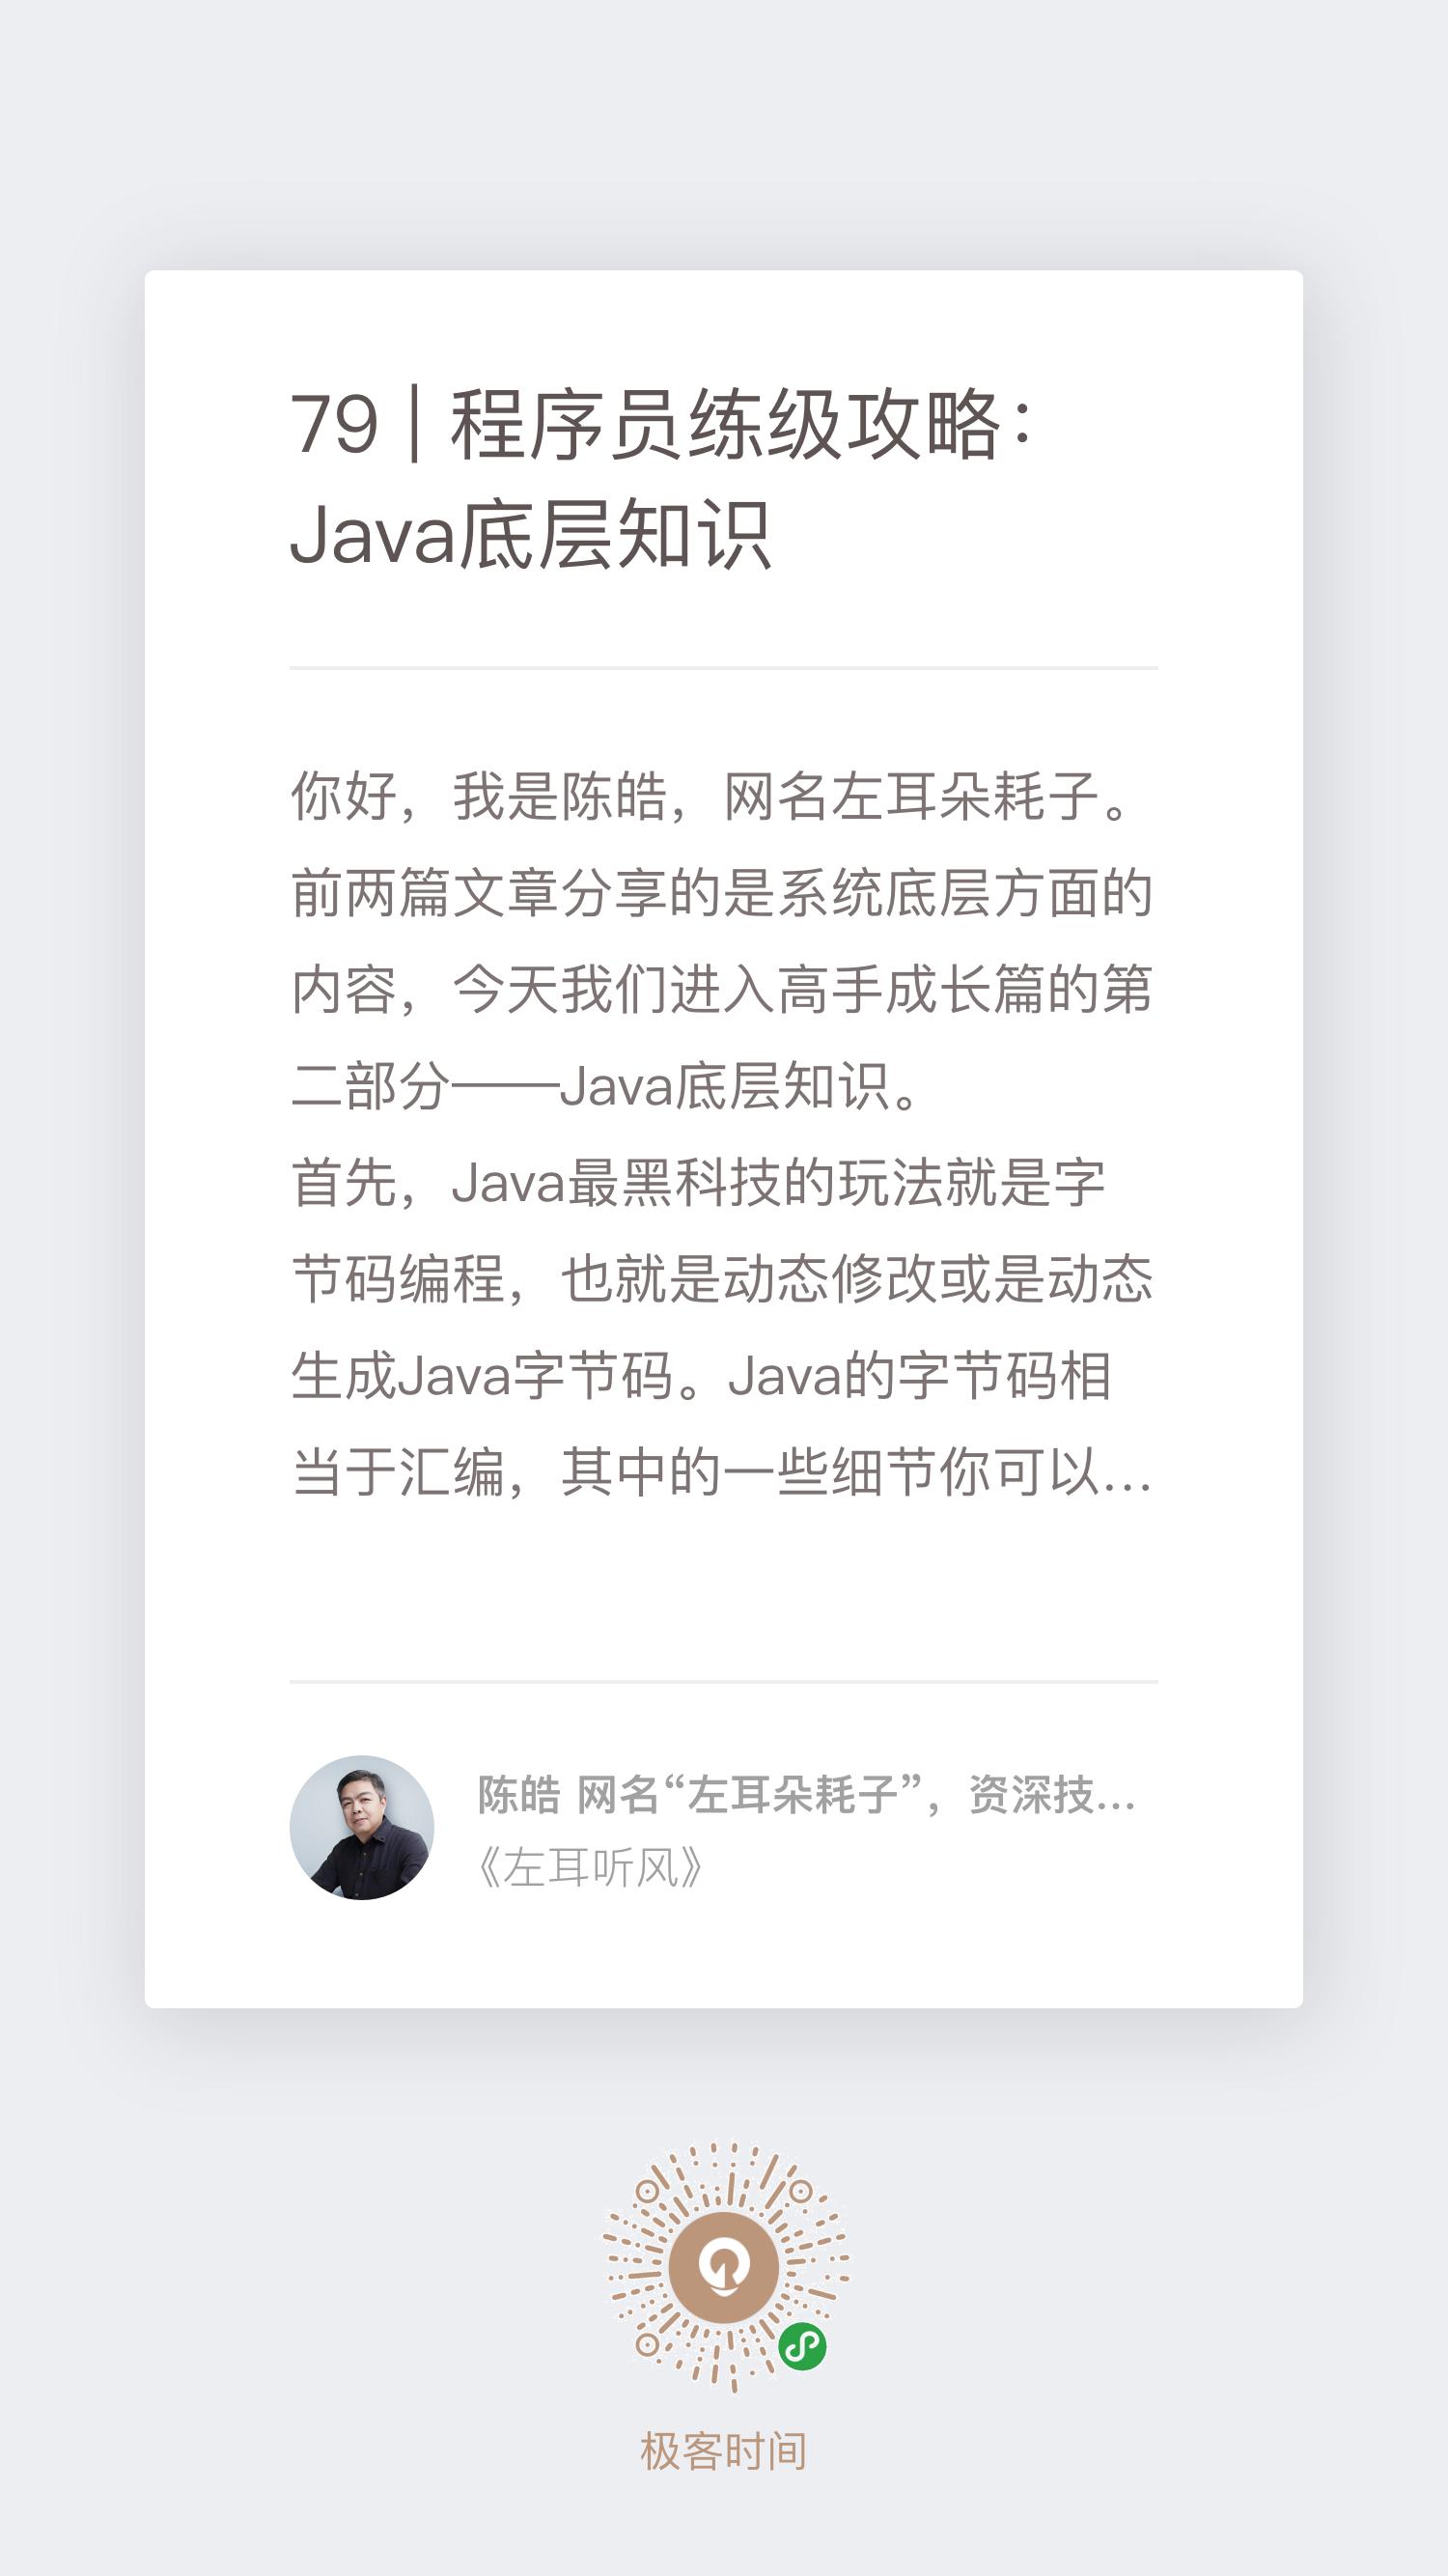 79 | 程序员练级攻略：
Java底层知识
你好，我是陈皓，网名左耳朵耗子。
前两篇文章分享的是系统底层方面的
内容，今天我们进入高手成长篇的第
二部分——Java底层知识。
首先，Java最黑科技的玩法就是字
节码编程，也就是动态修改或是动态
生成Java字节码。Java的字节码相
当于汇编，其中的一些细节你可以...
陈皓 网名“左耳朵耗子”，资深技...
《左耳听风》
极客时间